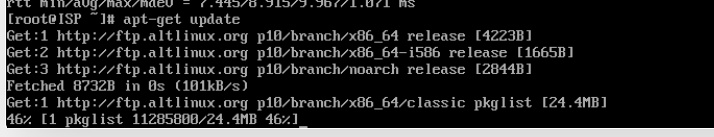 rtt min/avg/max/mdev = 7.445/8.915/9.967/1.071 ms
[root@ISP ~]# apt-get update
Get:1 http://ftp.altlinux.org p10/branch/x86_64 release [4223B]
Get:2 http://ftp.altlinux.org p10/branch/x86_64-i586 release [1665B]
Get:3 http://ftp.altlinux.org p10/branch/noarch release [2844B]
Fetched 8732B in 0s (101kB/s)
Get:1 http://ftp.altlinux.org p10/branch/x86_64/classic pkglist [24.4MB]
46% [1 pkglist 11285800/24.4MB 46%]_